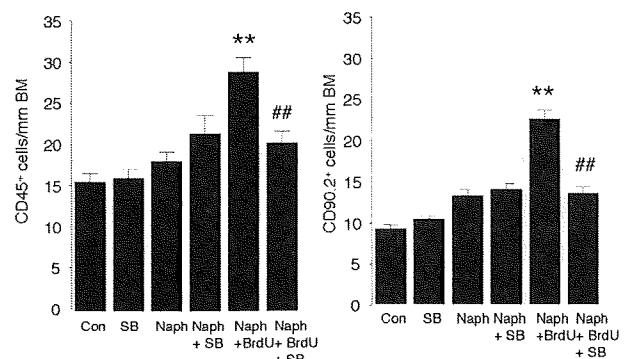 CD45⁺ cells/mm BM
35
30
25
20
15
10
5
0
**
##
Con SB Naph Naph Naph Naph
+ SB +BrdU + BrdU
+ SB
CD90.2⁺ cells/mm BM
35
30
25
20
15
10
5
0
**
##
Con SB Naph Naph Naph Naph
+ SB +BrdU + BrdU
+ SB